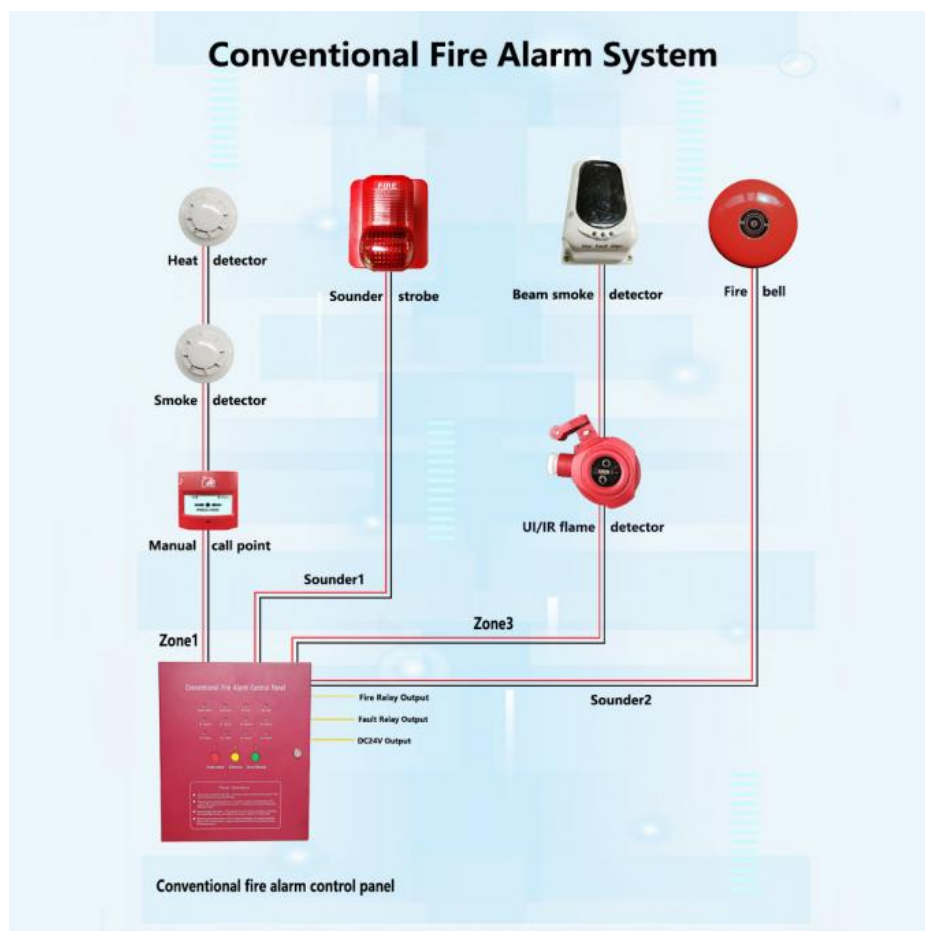 Conventional Fire Alarm System
FIRE
Heat detector
Sounder strobe
Beam smoke detector
Fire bell
Smoke detector
UI/IR flame detector
Manual call point
Sounder1
Zone3
Zone1
Sounder2
Conventional Fire Alarm Control Panel
Fire Relay Output
Fault Relay Output
DC24V Output
Conventional fire alarm control panel